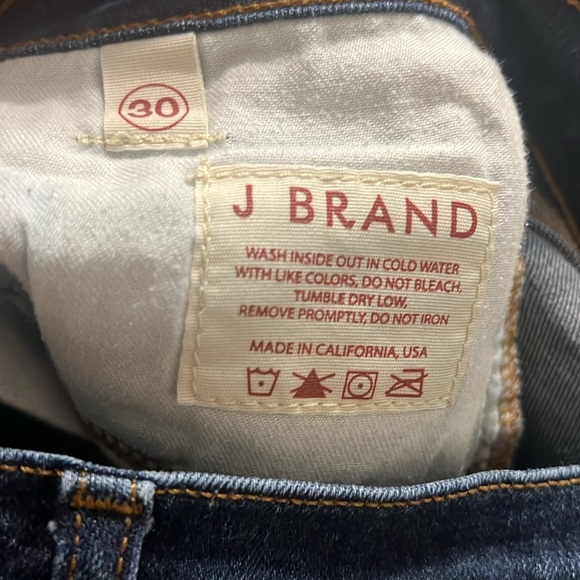 30
J BRAND
WASH INSIDE OUT IN COLD WATER
WITH LIKE COLORS, DO NOT BLEACH,
TUMBLE DRY LOW,
REMOVE PROMPTLY, DO NOT IRON
MADE IN CALIFORNIA, USA